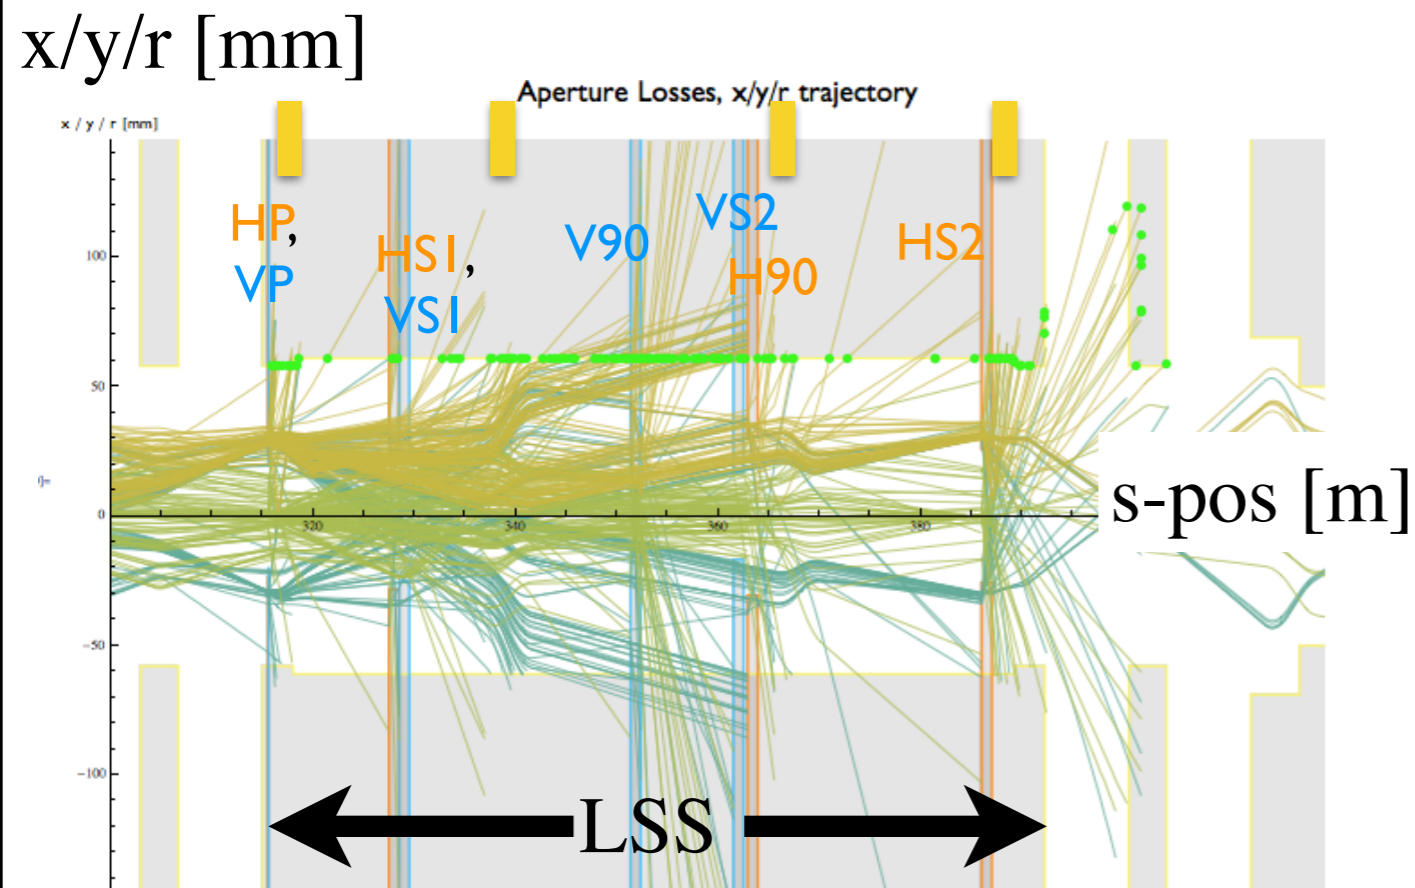 x/y/r [mm]
Aperture Losses, x/y/r trajectory
x / y / r [mm]
HP,
VP
HS1,
VS1
V90
VS2
H90
HS2
100
50
0
-50
-100
320
340
360
380
s-pos [m]
LSS